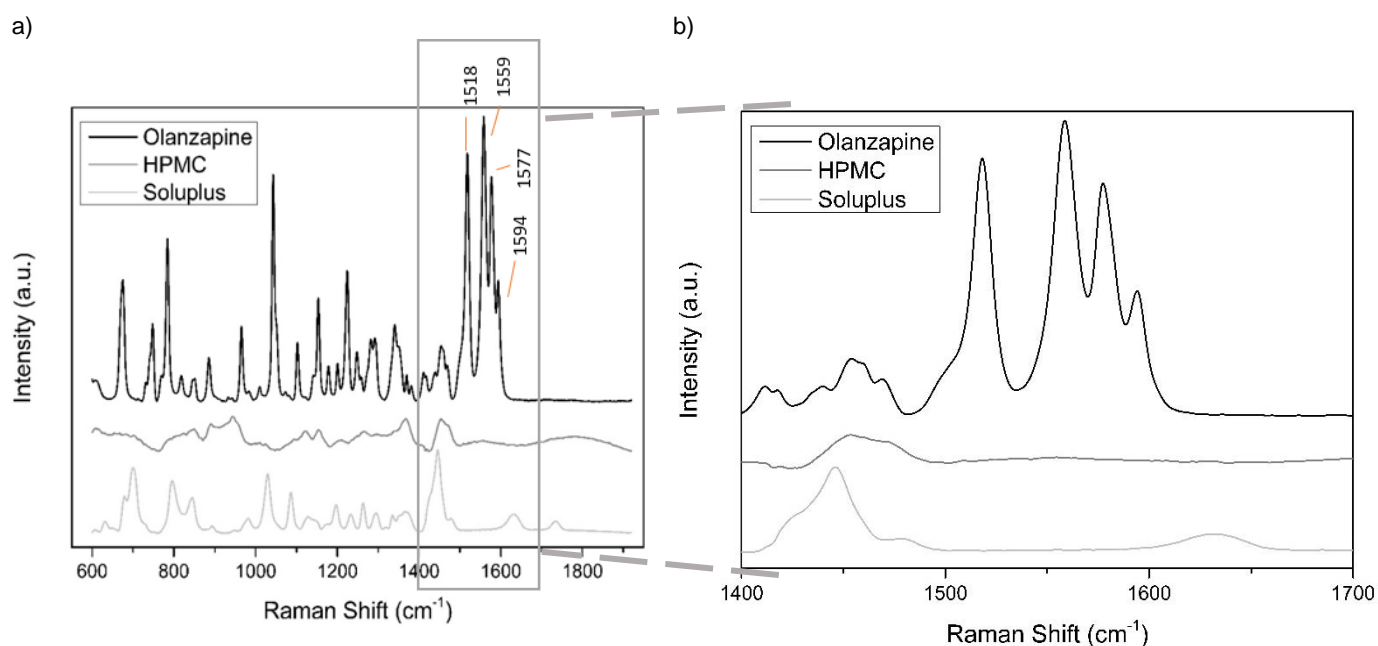 a)
1518
1559
1577
1594
Olanzapine
HPMC
Soluplus
Intensity (a.u.)
600 800 1000 1200 1400 1600 1800
Raman Shift (cm⁻¹)
b)
Olanzapine
HPMC
Soluplus
Intensity (a.u.)
1400 1500 1600 1700
Raman Shift (cm⁻¹)